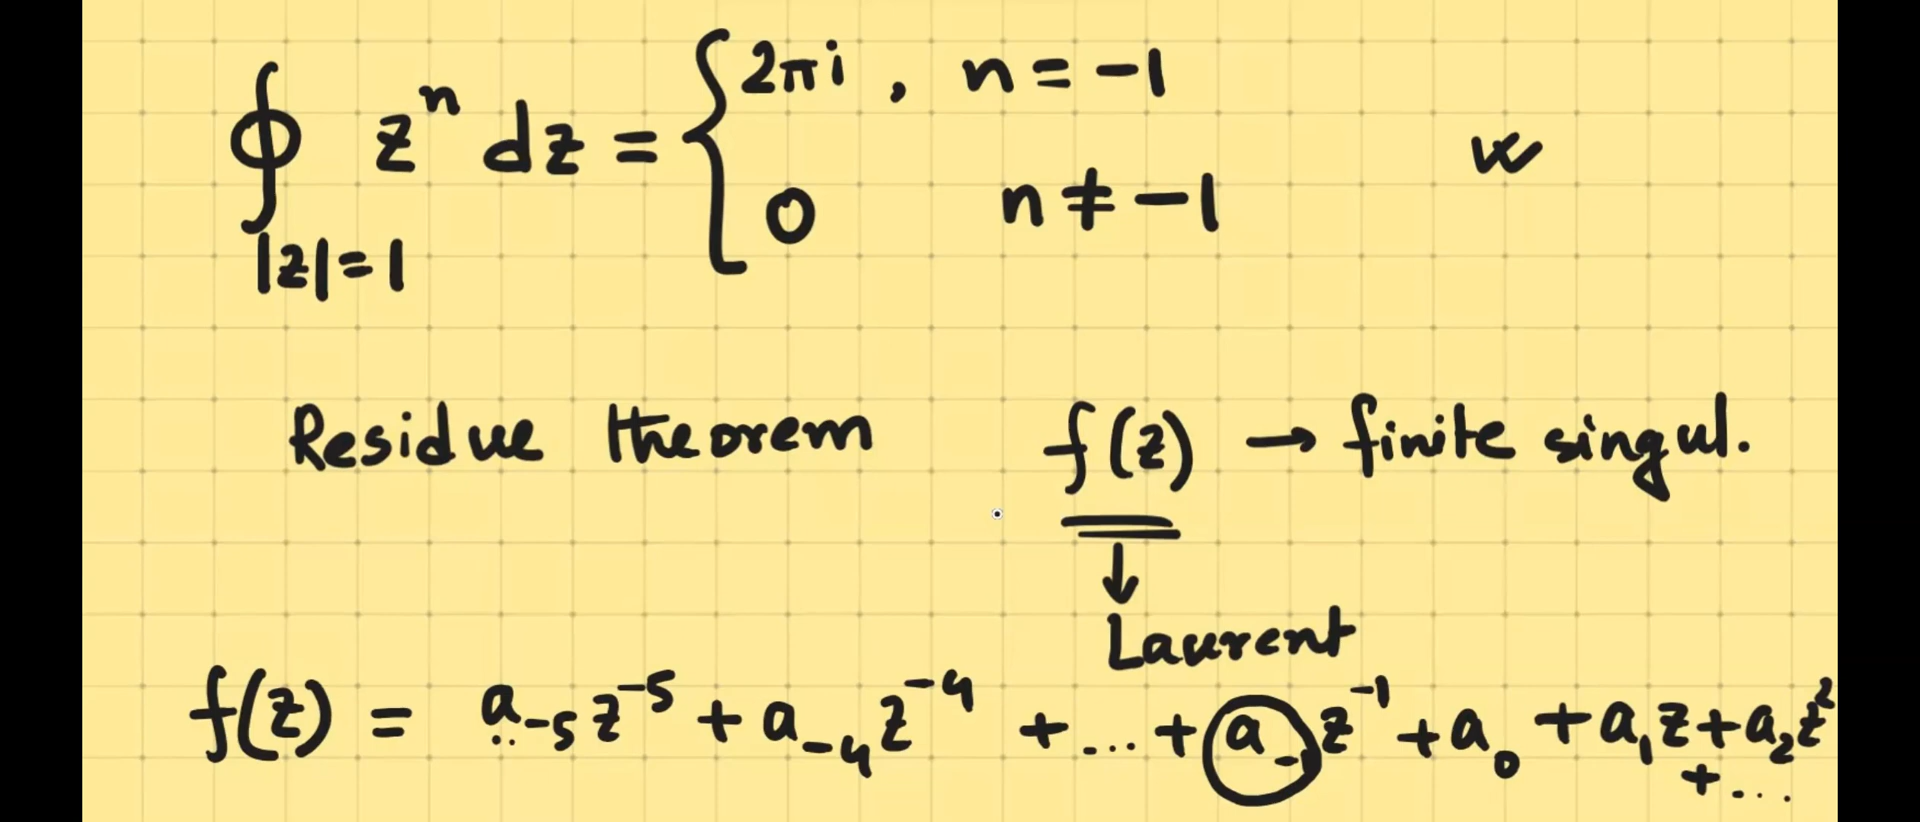 ∮ zⁿ dz = { 2πi , n = -1
|z|=1 { 0 n ≠ -1
Residue theorem f(z) → finite singul.
↓
Laurent
f(z) = a₋₅z⁻⁵ + a₋₄z⁻⁴ + ... + a₋₁z⁻¹ + a₀ + a₁z + a₂z²
+ ...